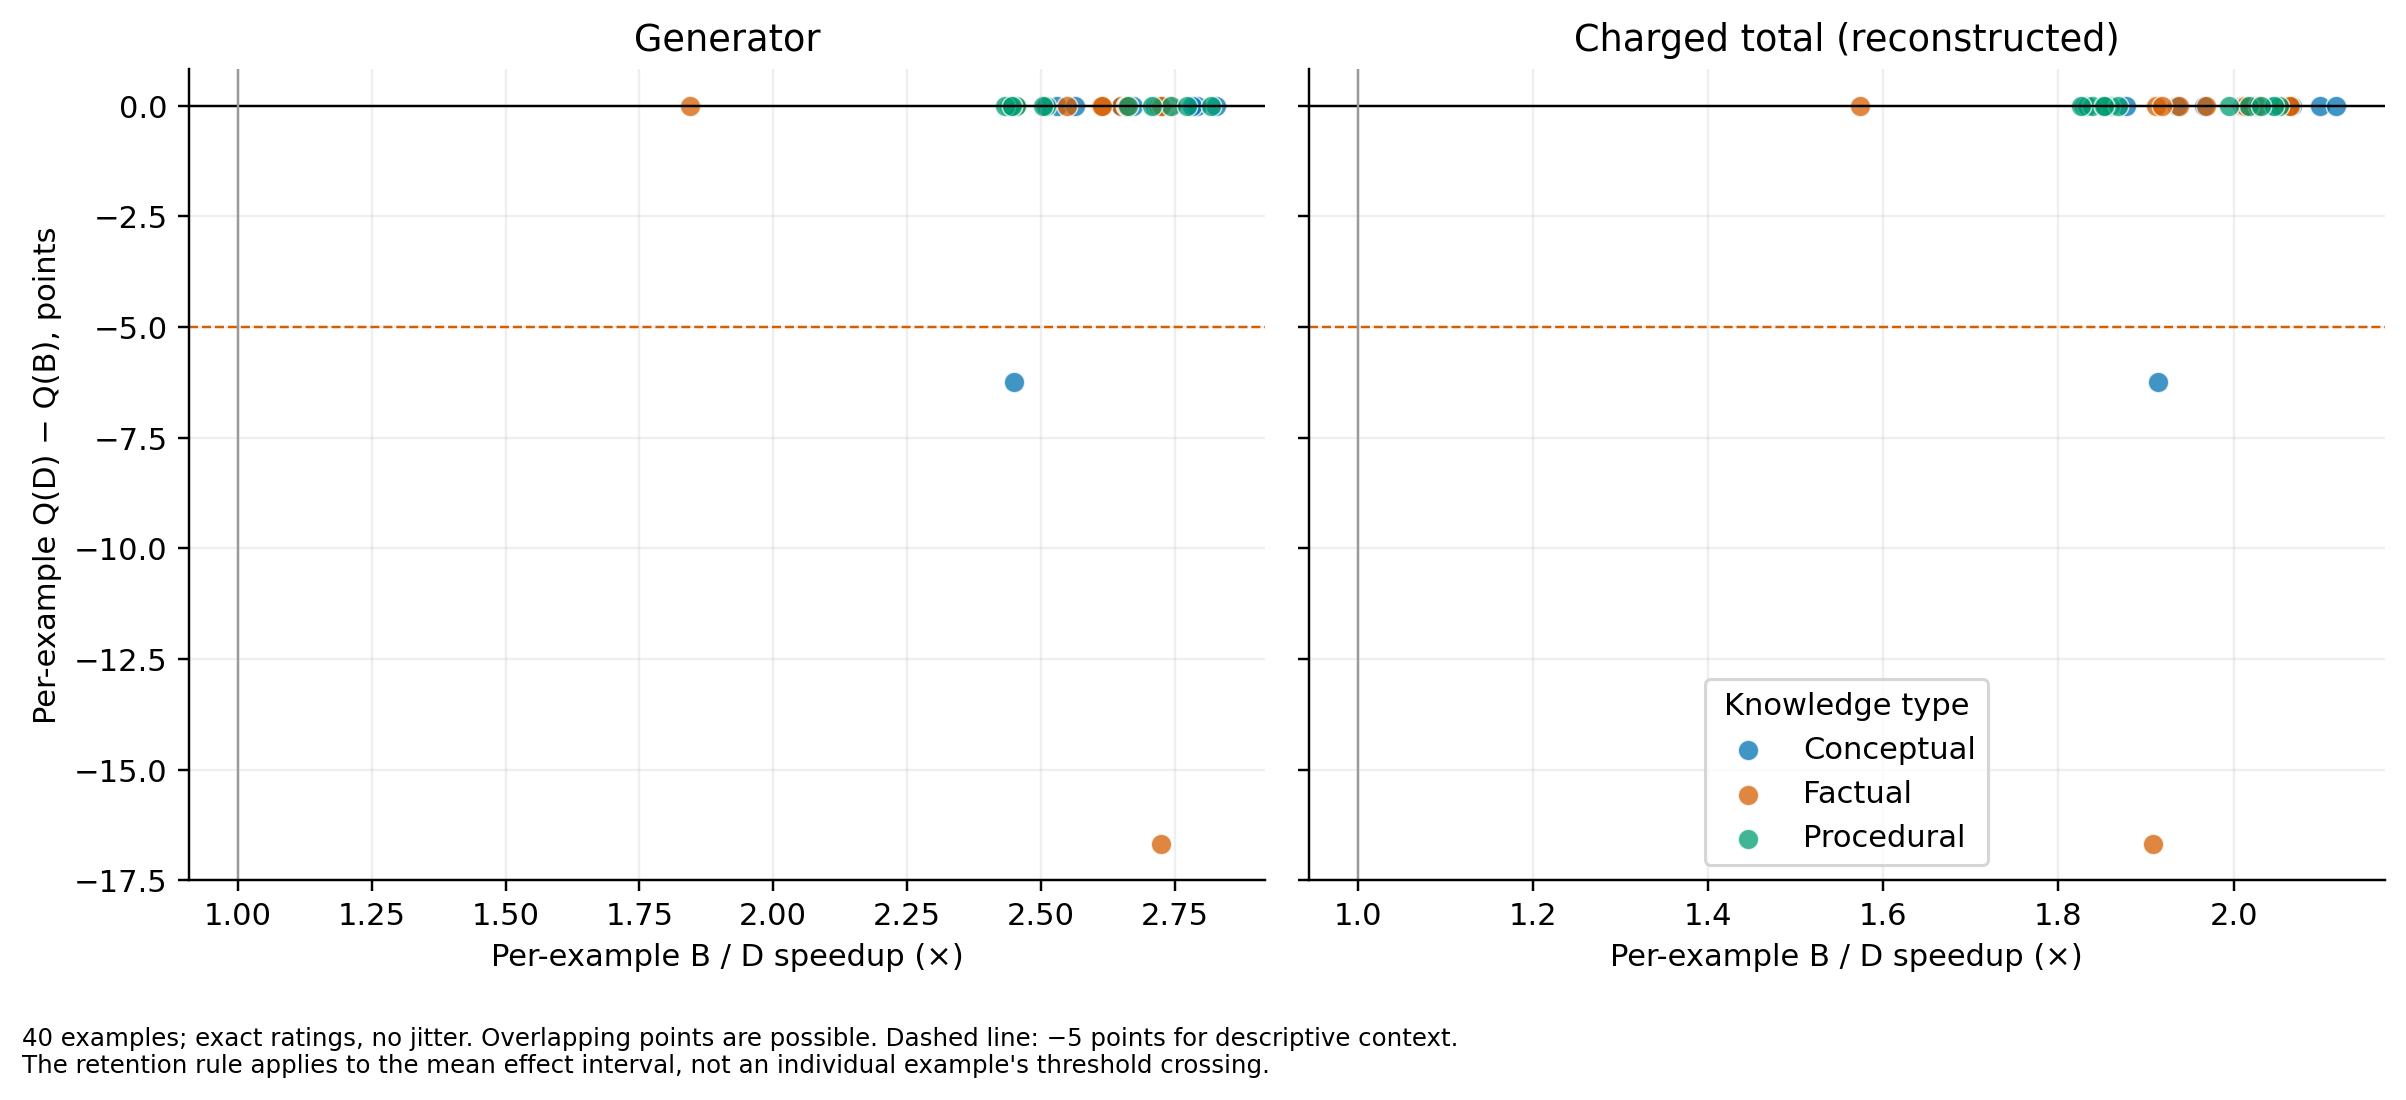 Generator
Charged total (reconstructed)
Per-example Q(D) − Q(B), points
0.0
−2.5
−5.0
−7.5
−10.0
−12.5
−15.0
−17.5
1.00 1.25 1.50 1.75 2.00 2.25 2.50 2.75
Per-example B / D speedup (×)
Knowledge type
Conceptual
Factual
Procedural
1.0 1.2 1.4 1.6 1.8 2.0
Per-example B / D speedup (×)
40 examples; exact ratings, no jitter. Overlapping points are possible. Dashed line: −5 points for descriptive context.
The retention rule applies to the mean effect interval, not an individual example's threshold crossing.